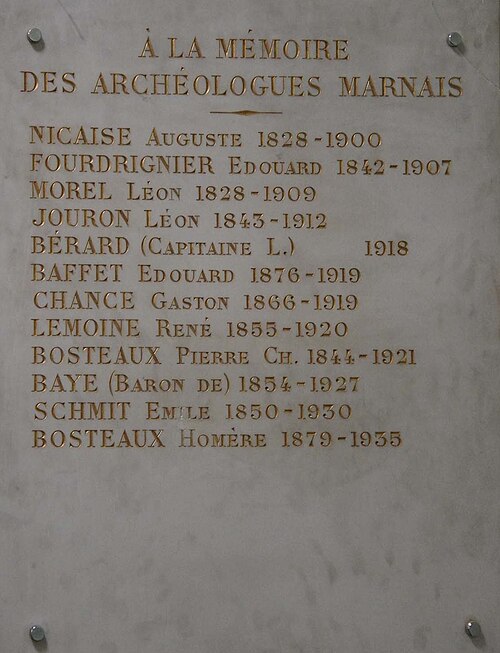 À LA MÉMOIRE
DES ARCHÉOLOGUES MARNAIS
NICAISE AUGUSTE 1828-1900
FOURDRIGNIER EDOUARD 1842-1907
MOREL LÉON 1828-1909
JOURON LÉON 1843-1912
BÉRARD (CAPITAINE L.) 1918
BAFFET EDOUARD 1876-1919
CHANCE GASTON 1866-1919
LEMOINE RENÉ 1855-1920
BOSTEAUX PIERRE CH. 1844-1921
BAYE (BARON DE) 1854-1927
SCHMIT EMILE 1850-1930
BOSTEAUX HOMÈRE 1879-1935